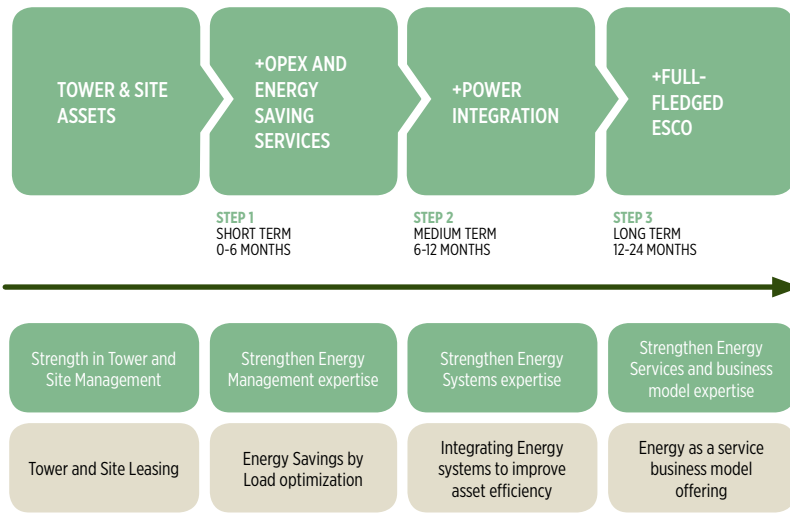 TOWER & SITE
ASSETS
+OPEX AND
ENERGY
SAVING
SERVICES
+POWER
INTEGRATION
+FULL-
FLEDGED
ESCO
STEP 1
SHORT TERM
0-6 MONTHS
STEP 2
MEDIUM TERM
6-12 MONTHS
STEP 3
LONG TERM
12-24 MONTHS
Strength in Tower and
Site Management
Strengthen Energy
Management expertise
Strengthen Energy
Systems expertise
Strengthen Energy
Services and business
model expertise
Tower and Site Leasing
Energy Savings by
Load optimization
Integrating Energy
systems to improve
asset efficiency
Energy as a service
business model
offering